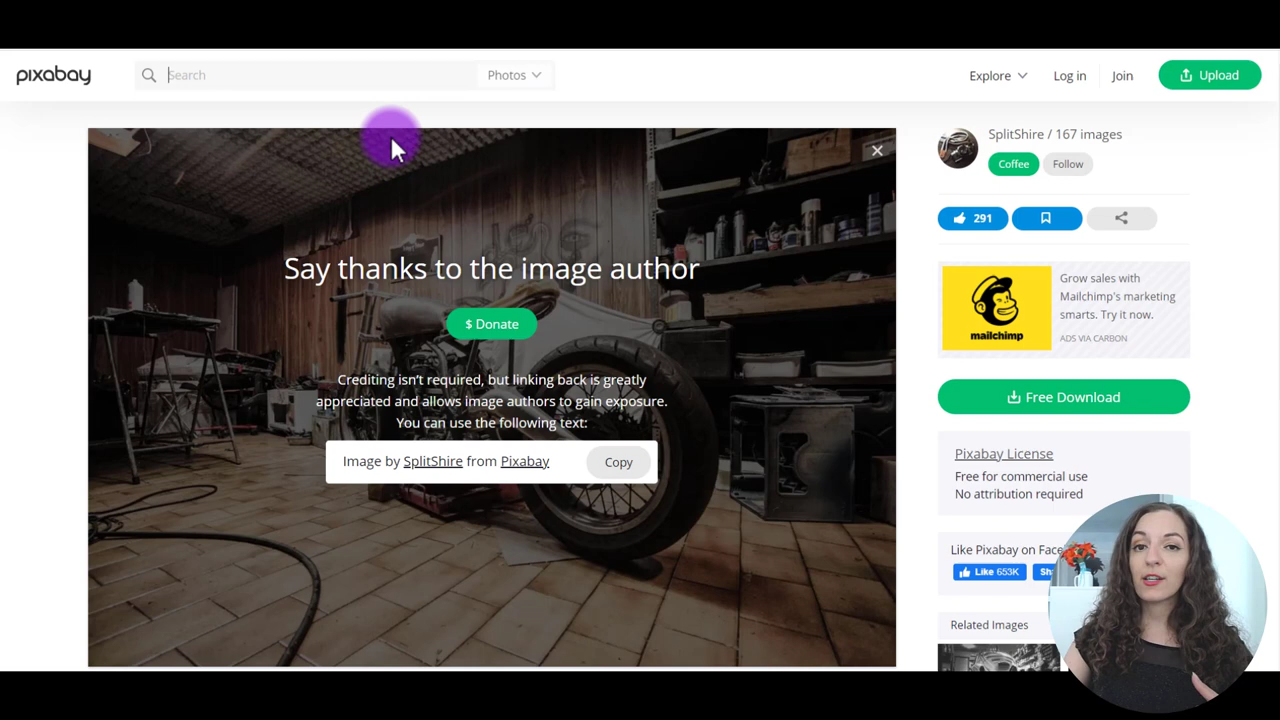 pixabay
Search
Photos
Explore
Log in
Join
Upload
SplitShire / 167 images
Coffee
Follow
291
Say thanks to the image author
$ Donate
Crediting isn't required, but linking back is greatly
appreciated and allows image authors to gain exposure.
You can use the following text:
Image by SplitShire from Pixabay
Copy
Grow sales with
Mailchimp's marketing
smarts. Try it now.
ADS VIA CARBON
mailchimp
Free Download
Pixabay License
Free for commercial use
No attribution required
Like Pixabay on Face
Like 653K
Sh
Related Images